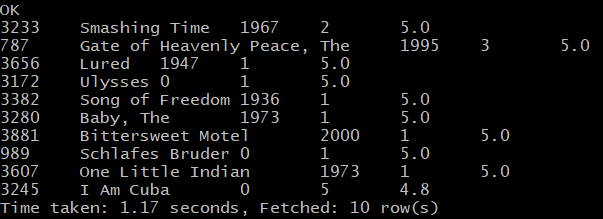 OK
3233 Smashing Time 1967 2 5.0
787 Gate of Heavenly Peace, The 1995 3 5.0
3656 Lured 1947 1 5.0
3172 Ulysses 0 1 5.0
3382 Song of Freedom 1936 1 5.0
3280 Baby, The 1973 1 5.0
3881 Bittersweet Motel 2000 1 5.0
989 Schlafes Bruder 0 1 5.0
3607 One Little Indian 1973 1 5.0
3245 I Am Cuba 0 5 4.8
Time taken: 1.17 seconds, Fetched: 10 row(s)